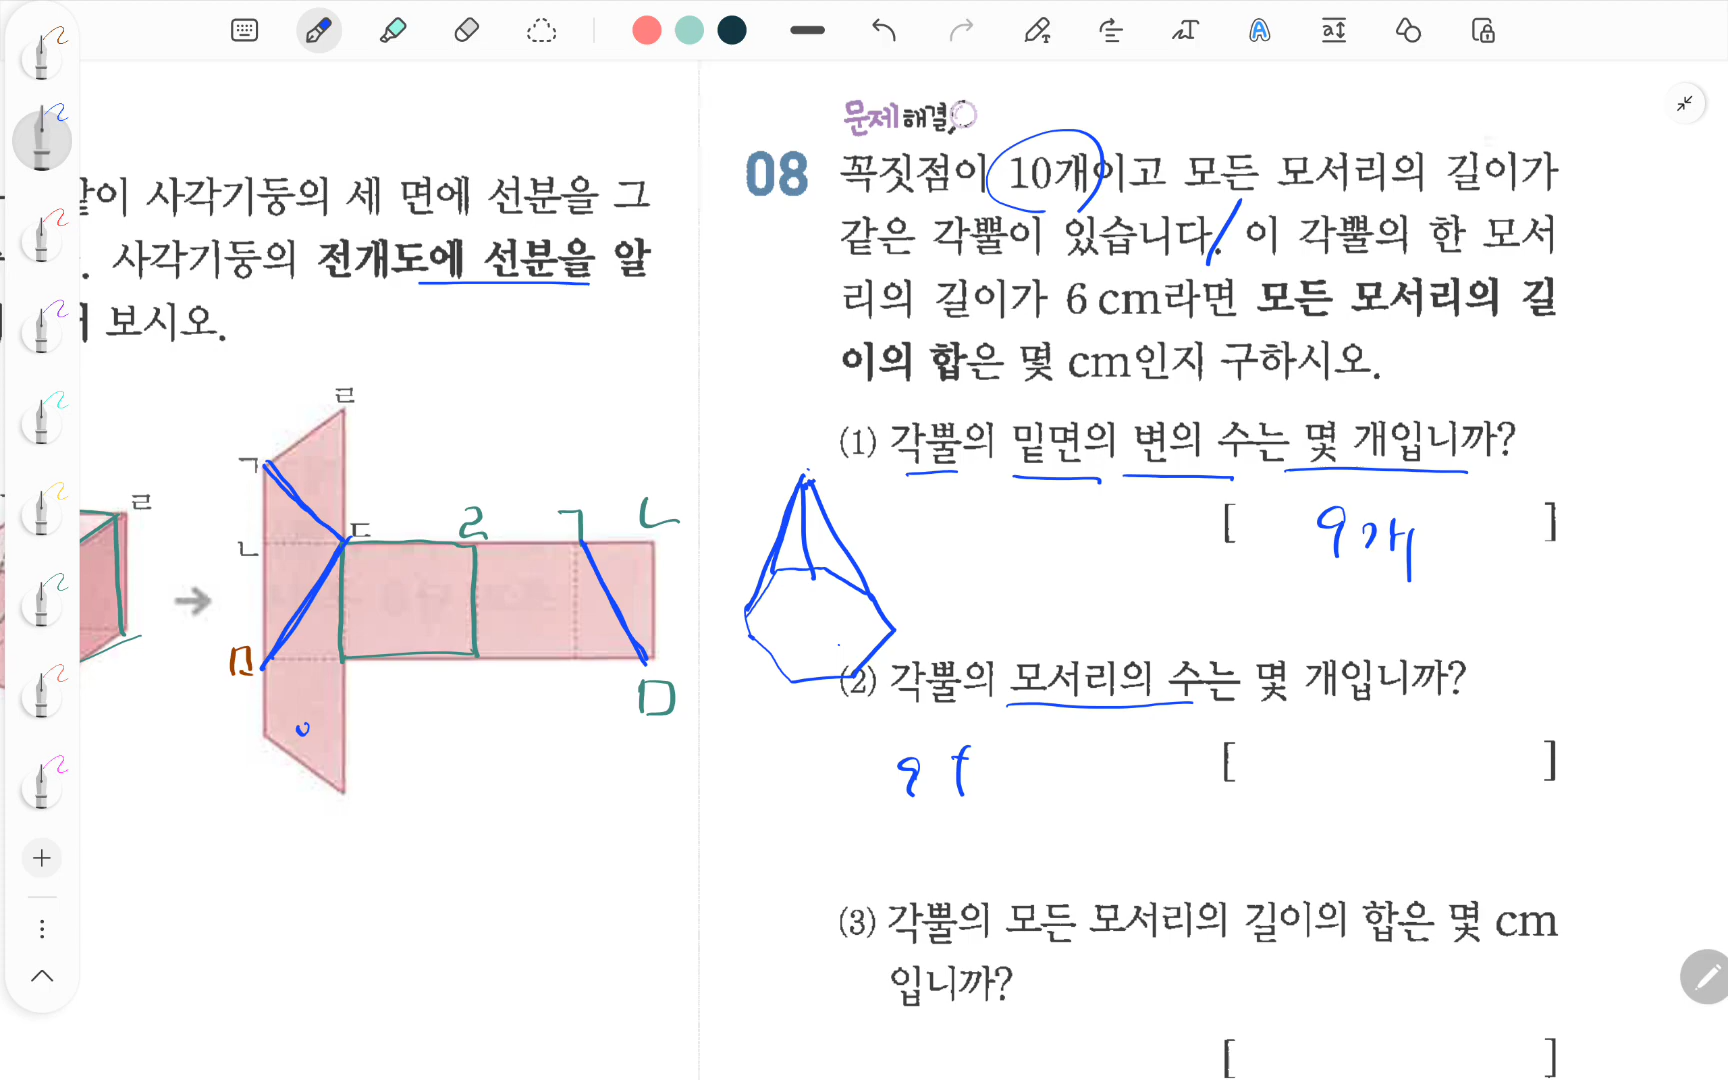 같이 사각기둥의 세 면에 선분을 그
. 사각기둥의 전개도에 선분을 알
보시오.
ㄹ
ㄱ
ㄹ
ㄷ
ㄹ
ㄱ
ㄴ
ㄴ
ㅁ
ㅁ
문제해결
08 꼭짓점이 10개이고 모든 모서리의 길이가
같은 각뿔이 있습니다. 이 각뿔의 한 모서
리의 길이가 6 cm라면 모든 모서리의 길
이의 합은 몇 cm인지 구하시오.
(1) 각뿔의 밑면의 변의 수는 몇 개입니까?
[ 9개 ]
(2) 각뿔의 모서리의 수는 몇 개입니까?
9
[ ]
(3) 각뿔의 모든 모서리의 길이의 합은 몇 cm
입니까?
[ ]